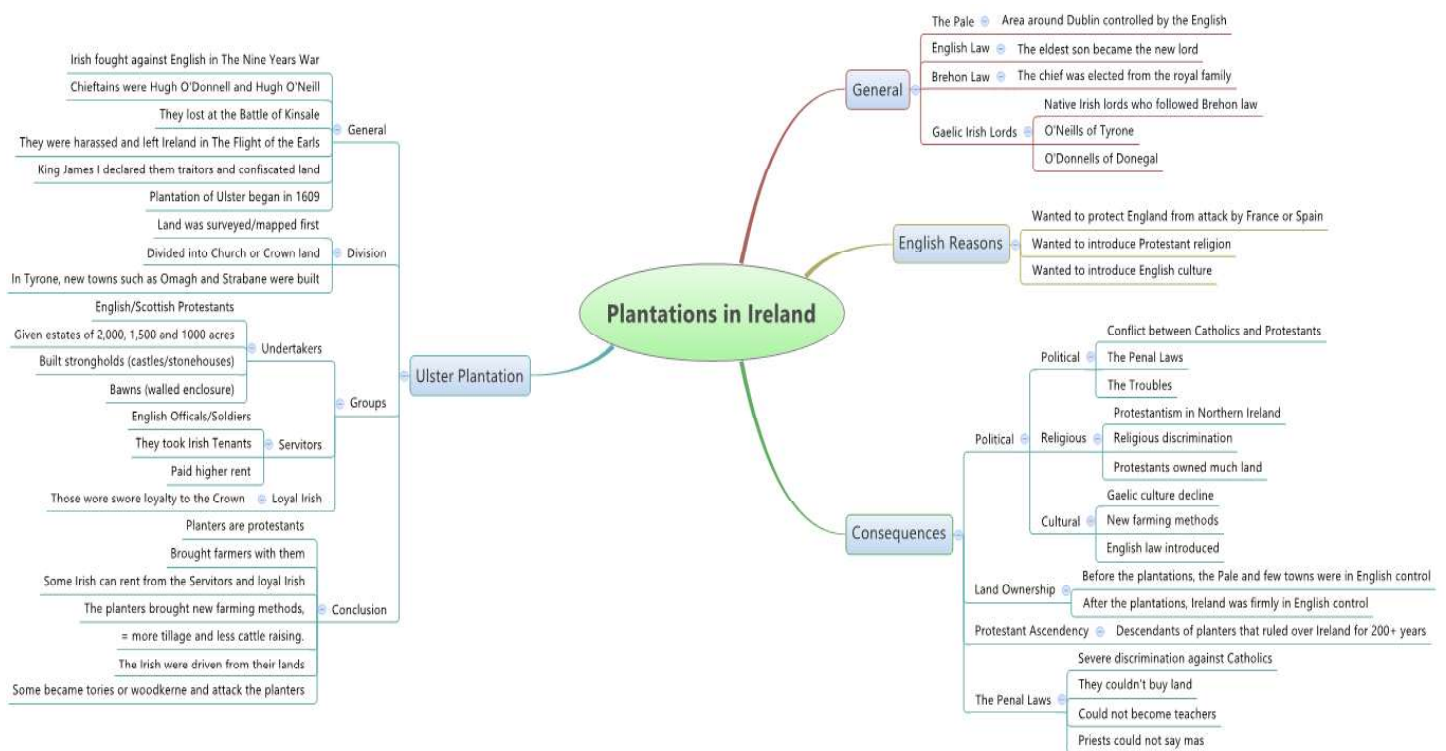 Plantations in Ireland
General
The Pale
Area around Dublin controlled by the English
English Law
The eldest son became the new lord
Brehon Law
The chief was elected from the royal family
Gaelic Irish Lords
Native Irish lords who followed Brehon law
O'Neills of Tyrone
O'Donnells of Donegal
English Reasons
Wanted to protect England from attack by France or Spain
Wanted to introduce Protestant religion
Wanted to introduce English culture
Consequences
Political
Political
Conflict between Catholics and Protestants
The Penal Laws
The Troubles
Religious
Protestantism in Northern Ireland
Religious discrimination
Protestants owned much land
Cultural
Gaelic culture decline
New farming methods
English law introduced
Land Ownership
Before the plantations, the Pale and few towns were in English control
After the plantations, Ireland was firmly in English control
Protestant Ascendency
Descendants of planters that ruled over Ireland for 200+ years
The Penal Laws
Severe discrimination against Catholics
They couldn't buy land
Could not become teachers
Priests could not say mas
Ulster Plantation
General
Irish fought against English in The Nine Years War
Chieftains were Hugh O'Donnell and Hugh O'Neill
They lost at the Battle of Kinsale
They were harassed and left Ireland in The Flight of the Earls
King James I declared them traitors and confiscated land
Plantation of Ulster began in 1609
Division
Land was surveyed/mapped first
Divided into Church or Crown land
In Tyrone, new towns such as Omagh and Strabane were built
Groups
Undertakers
English/Scottish Protestants
Given estates of 2,000, 1,500 and 1000 acres
Built strongholds (castles/stonehouses)
Bawns (walled enclosure)
Servitors
English Officals/Soldiers
They took Irish Tenants
Paid higher rent
Loyal Irish
Those wore swore loyalty to the Crown
Conclusion
Planters are protestants
Brought farmers with them
Some Irish can rent from the Servitors and loyal Irish
The planters brought new farming methods,
= more tillage and less cattle raising.
The Irish were driven from their lands
Some became tories or woodkerne and attack the planters